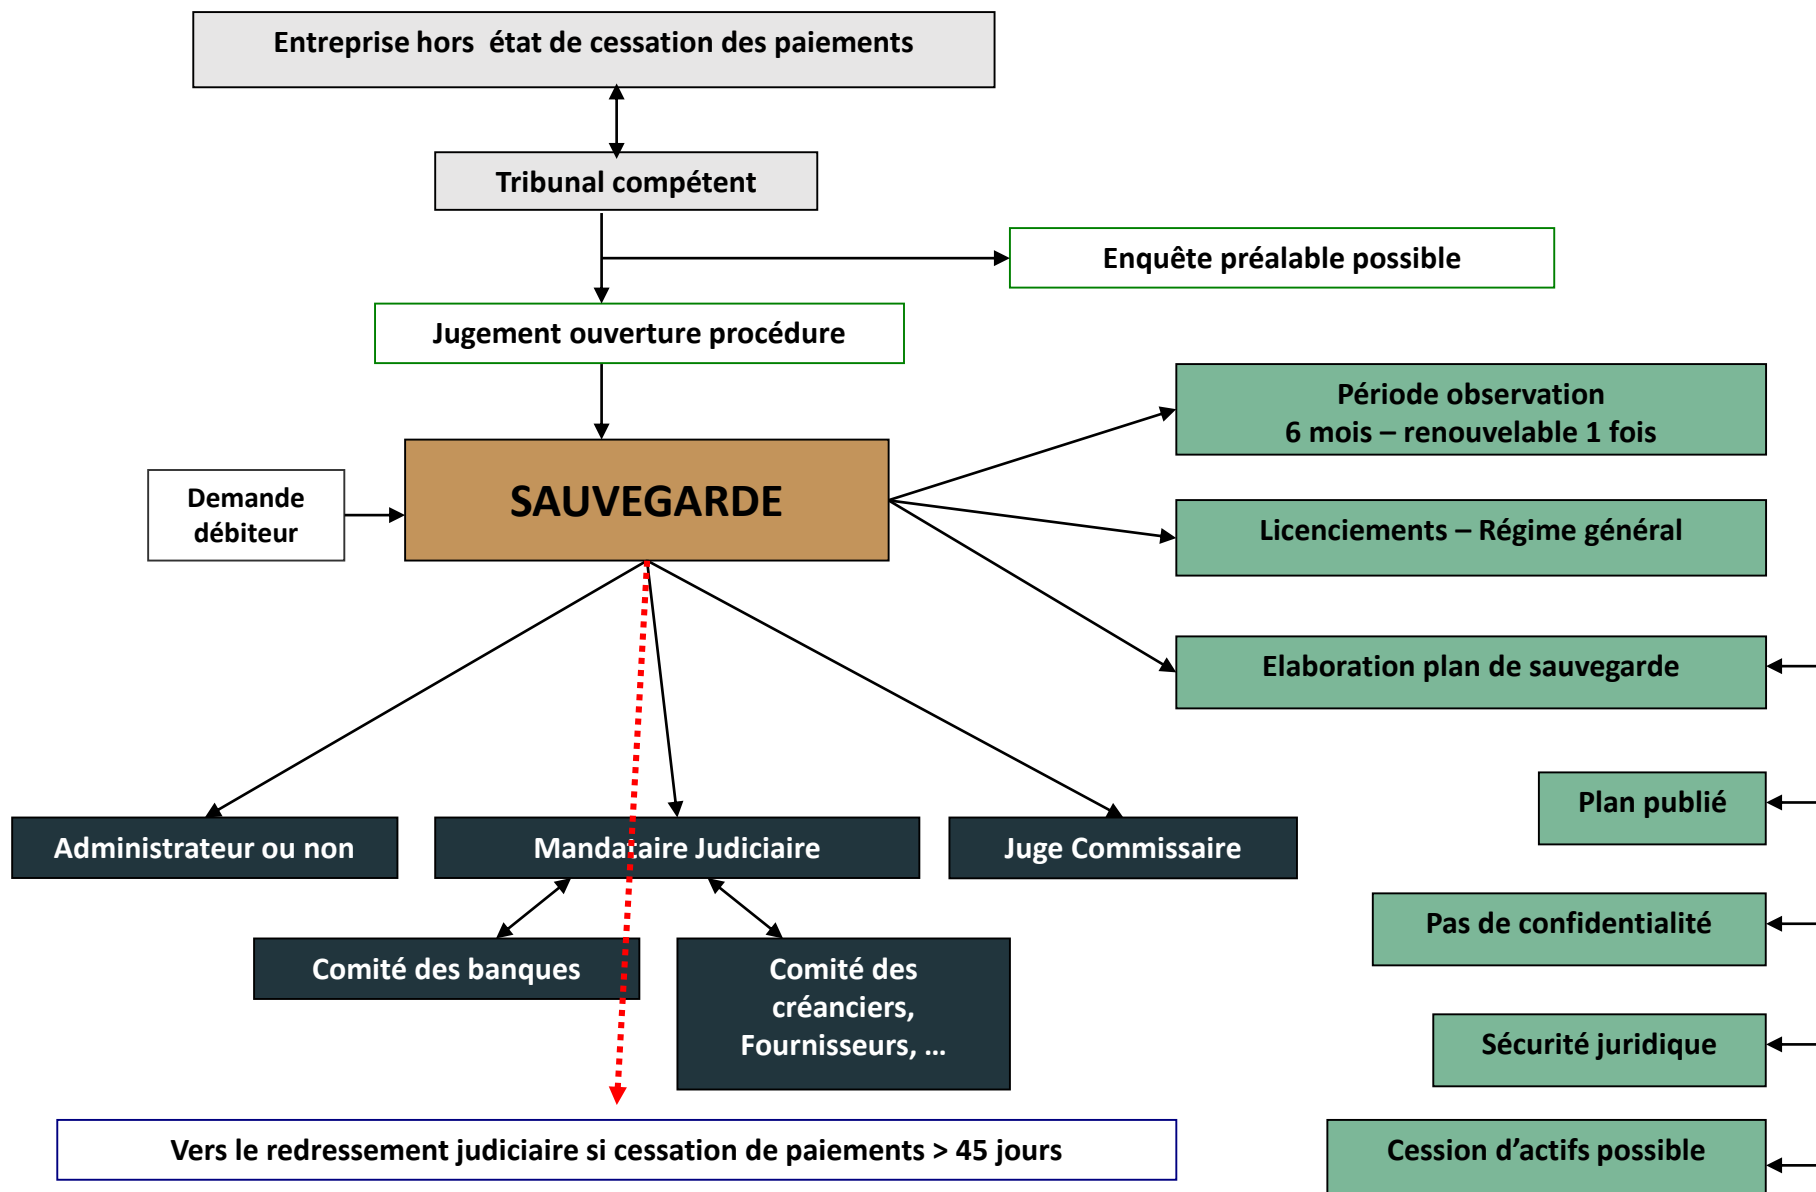 Entreprise hors état de cessation des paiements
Tribunal compétent
Enquête préalable possible
Jugement ouverture procédure
Période observation
6 mois – renouvelable 1 fois
Demande
débiteur
SAUVEGARDE
Licenciements – Régime général
Elaboration plan de sauvegarde
Plan publié
Administrateur ou non
Mandataire Judiciaire
Juge Commissaire
Pas de confidentialité
Comité des banques
Comité des
créanciers,
Fournisseurs, ...
Sécurité juridique
Vers le redressement judiciaire si cessation de paiements > 45 jours
Cession d’actifs possible